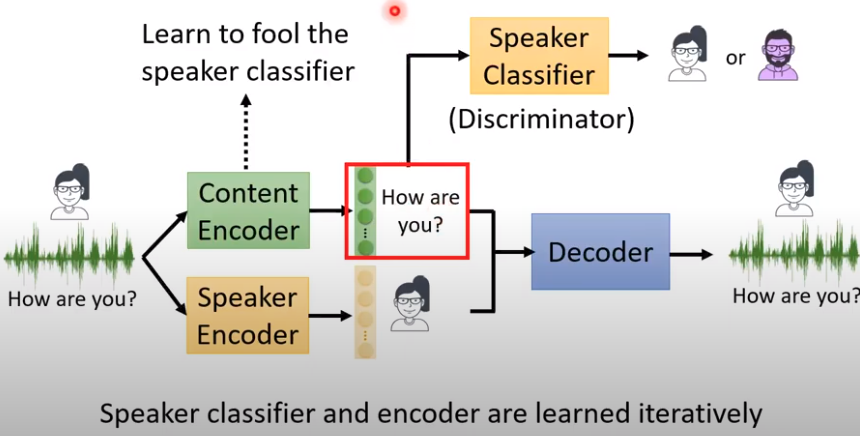 Learn to fool the
speaker classifier
Speaker
Classifier
or
(Discriminator)
Content
Encoder
How are
you?
Decoder
How are you?
Speaker
Encoder
How are you?
Speaker classifier and encoder are learned iteratively